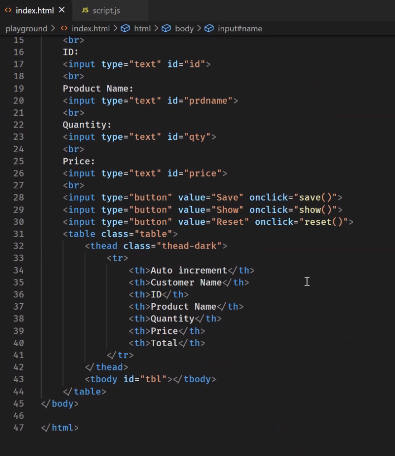 index.html × JS script.js
playground > index.html > html > body > input#name
15 <br>
16 ID:
17 <input type="text" id="id">
18 <br>
19 Product Name:
20 <input type="text" id="prdname">
21 <br>
22 Quantity:
23 <input type="text" id="qty">
24 <br>
25 Price:
26 <input type="text" id="price">
27 <br>
28 <input type="button" value="Save" onclick="save()">
29 <input type="button" value="Show" onclick="show()">
30 <input type="button" value="Reset" onclick="reset()">
31 <table class="table">
32 <thead class="thead-dark">
33 <tr>
34 <th>Auto increment</th>
35 <th>Customer Name</th>
36 <th>ID</th>
37 <th>Product Name</th>
38 <th>Quantity</th>
39 <th>Price</th>
40 <th>Total</th>
41 </tr>
42 </thead>
43 <tbody id="tbl"></tbody>
44 </table>
45 </body>
46
47 </html>